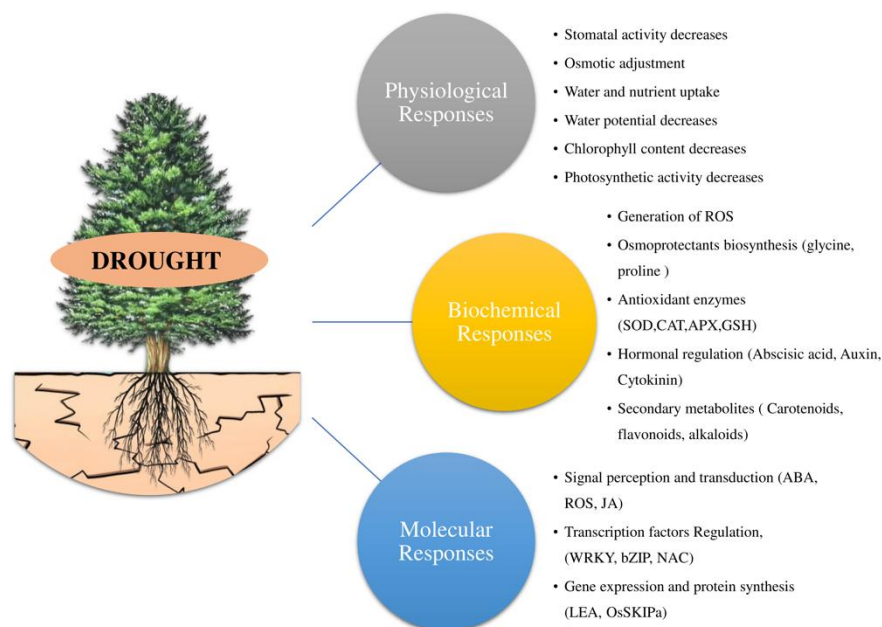 DROUGHT
Physiological
Responses
• Stomatal activity decreases
• Osmotic adjustment
• Water and nutrient uptake
• Water potential decreases
• Chlorophyll content decreases
• Photosynthetic activity decreases
Biochemical
Responses
• Generation of ROS
• Osmoprotectants biosynthesis (glycine,
proline )
• Antioxidant enzymes
(SOD,CAT,APX,GSH)
• Hormonal regulation (Abscisic acid, Auxin,
Cytokinin)
• Secondary metabolites ( Carotenoids,
flavonoids, alkaloids)
Molecular
Responses
• Signal perception and transduction (ABA,
ROS, JA)
• Transcription factors Regulation,
(WRKY, bZIP, NAC)
• Gene expression and protein synthesis
(LEA, OsSKIPa)